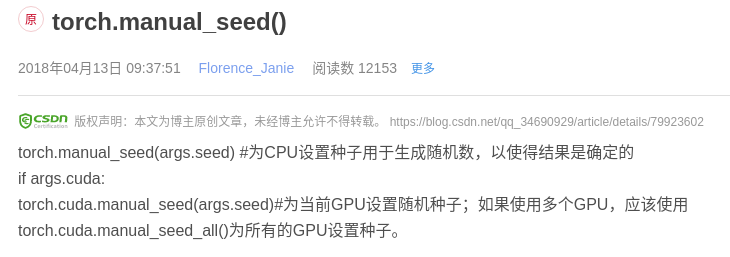 原 torch.manual_seed()
2018年04月13日 09:37:51 Florence_Janie 阅读数 12153 更多
CSDN Certification 版权声明：本文为博主原创文章，未经博主允许不得转载。 https://blog.csdn.net/qq_34690929/article/details/79923602
torch.manual_seed(args.seed) #为CPU设置种子用于生成随机数，以使得结果是确定的
if args.cuda:
torch.cuda.manual_seed(args.seed)#为当前GPU设置随机种子；如果使用多个GPU，应该使用
torch.cuda.manual_seed_all()为所有的GPU设置种子。